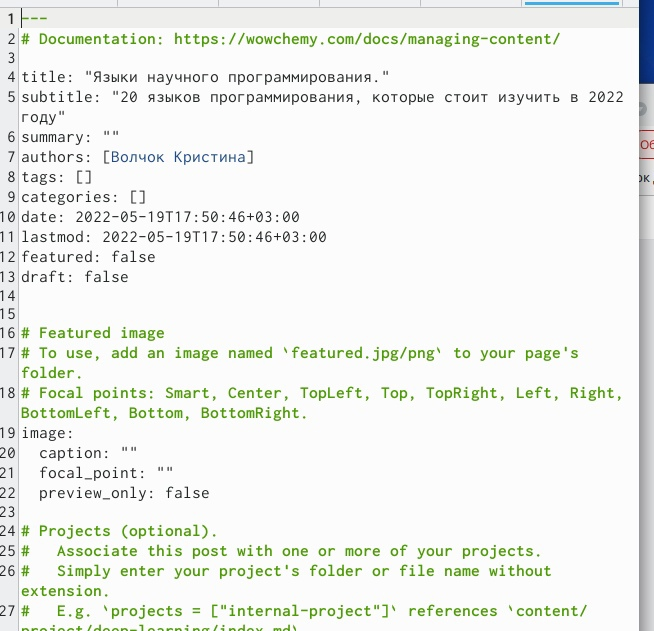 1 ---
2 # Documentation: https://wowchemy.com/docs/managing-content/
3
4 title: "Языки научного программирования."
5 subtitle: "20 языков программирования, которые стоит изучить в 2022
году"
6 summary: ""
7 authors: [Волчок Кристина]
8 tags: []
9 categories: []
10 date: 2022-05-19T17:50:46+03:00
11 lastmod: 2022-05-19T17:50:46+03:00
12 featured: false
13 draft: false
14
15
16 # Featured image
17 # To use, add an image named `featured.jpg/png` to your page's
folder.
18 # Focal points: Smart, Center, TopLeft, Top, TopRight, Left, Right,
BottomLeft, Bottom, BottomRight.
19 image:
20   caption: ""
21   focal_point: ""
22   preview_only: false
23
24 # Projects (optional).
25 #   Associate this post with one or more of your projects.
26 #   Simply enter your project's folder or file name without
extension.
27 #   E.g. `projects = ["internal-project"]` references `content/
project/deep-learning/index.md`